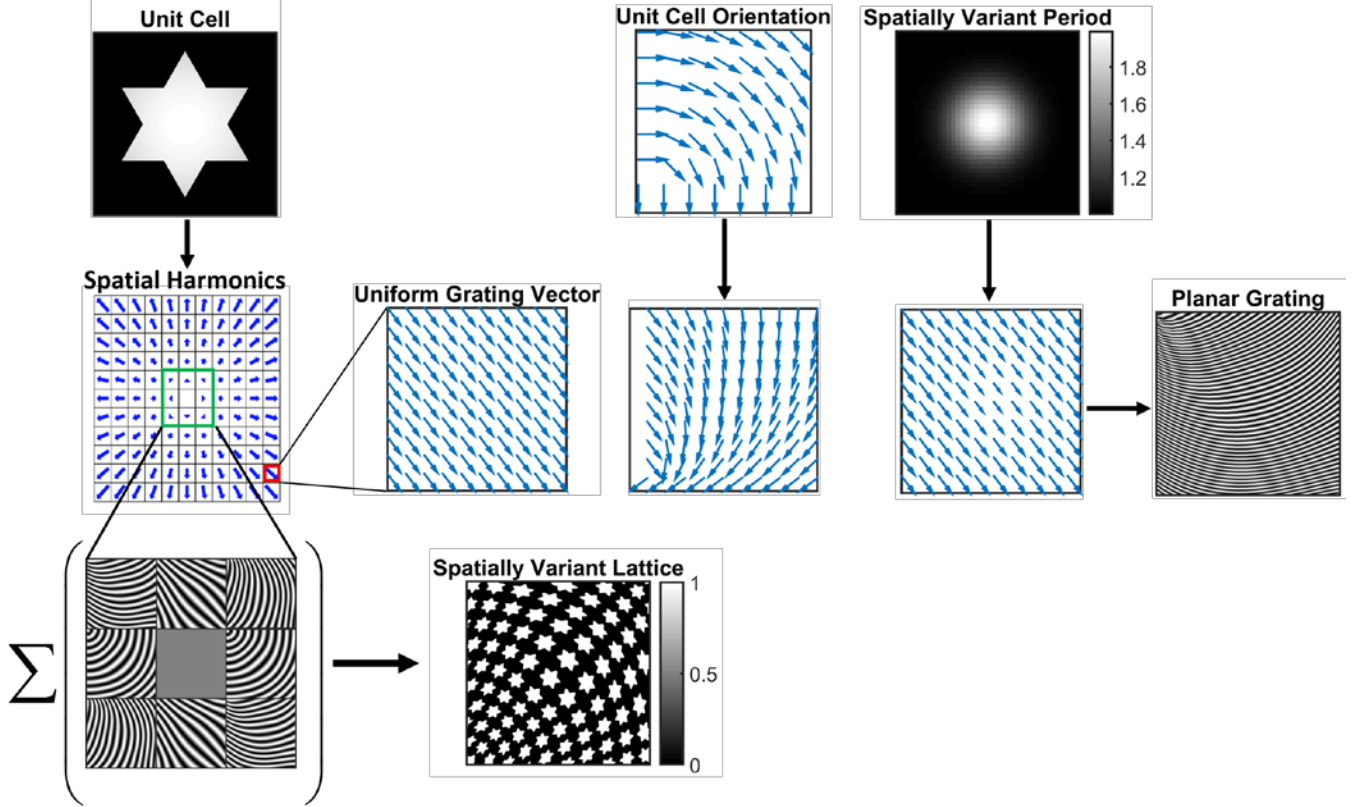 Unit Cell
Unit Cell Orientation
Spatially Variant Period
1.8
1.6
1.4
1.2
Spatial Harmonics
Uniform Grating Vector
Planar Grating
Σ
Spatially Variant Lattice
1
0.5
0